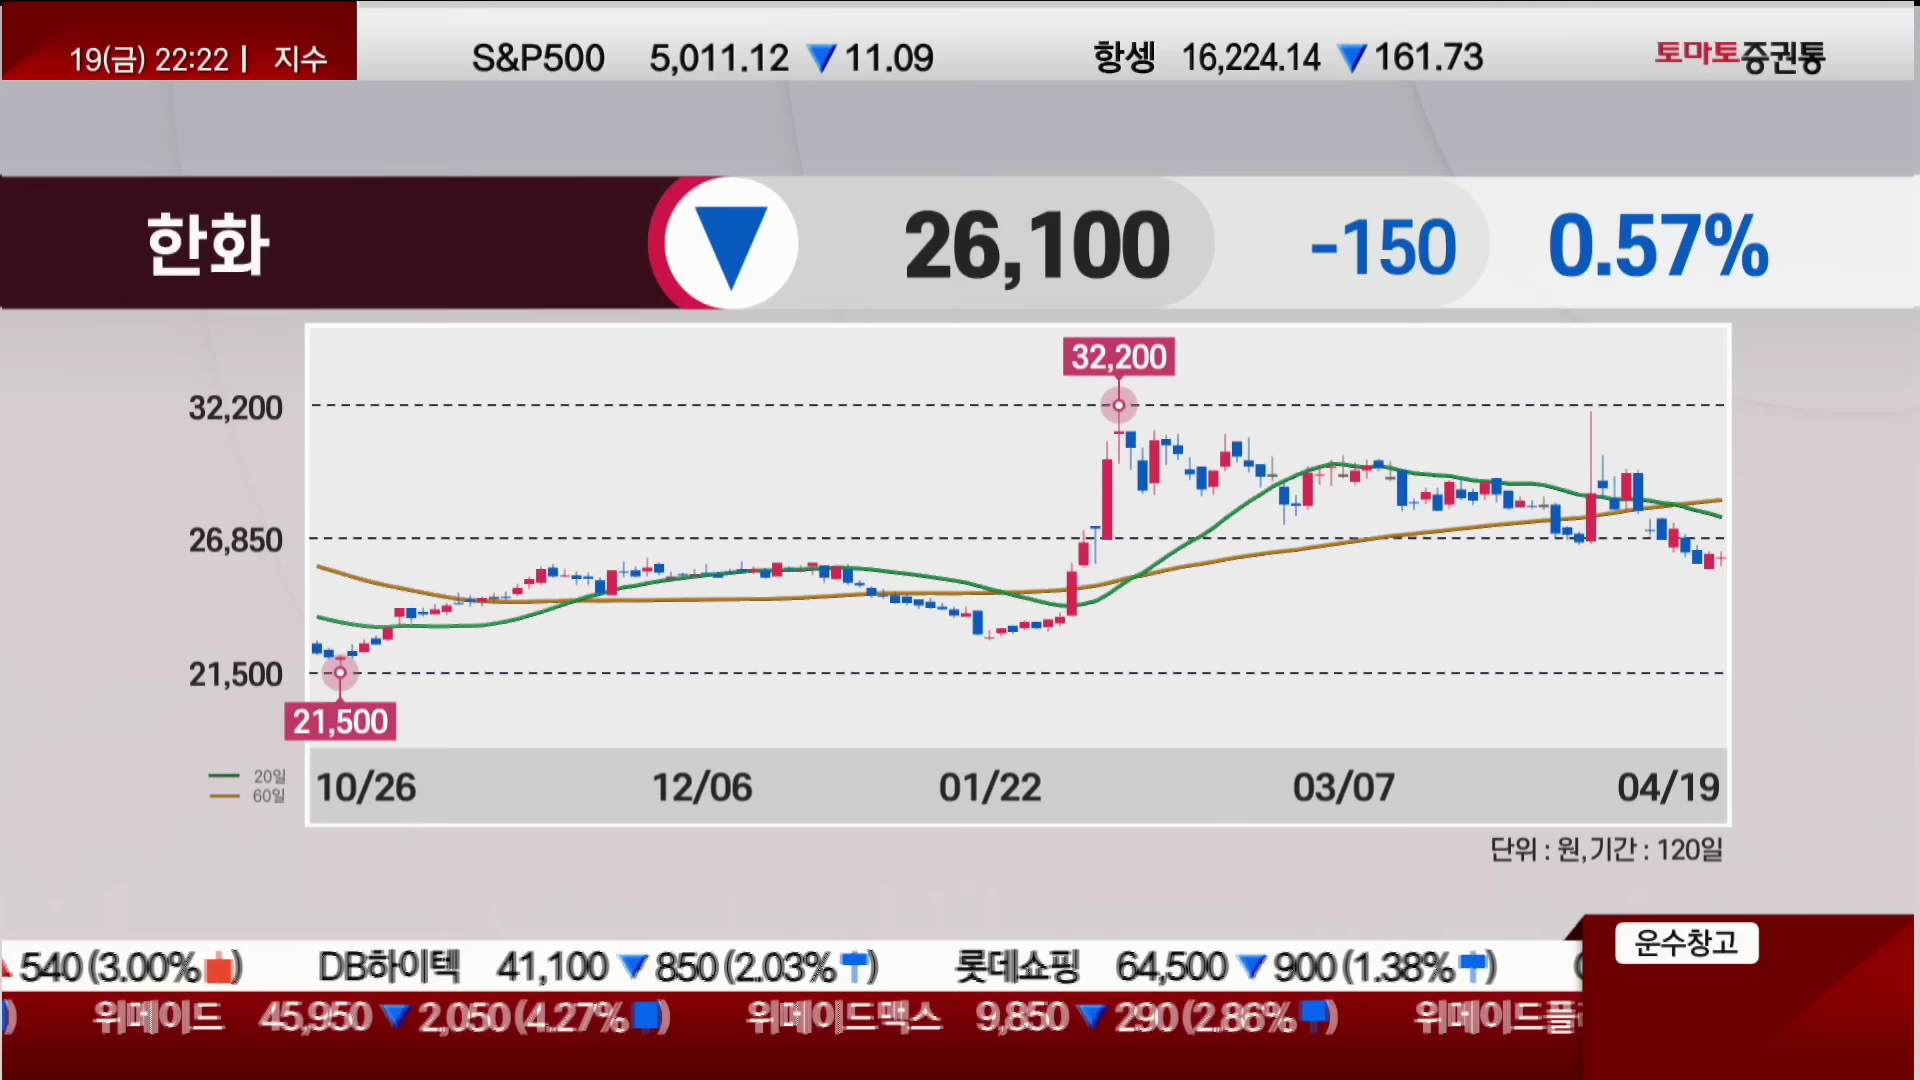 19(금) 22:22 | 지수 S&P500 5,011.12 ▼ 11.09 항셍 16,224.14 ▼ 161.73 토마토증권통
한화 ▼ 26,100 -150 0.57%
32,200
32,200
26,850
21,500
21,500
20일
60일
10/26 12/06 01/22 03/07 04/19
단위 : 원, 기간 : 120일
운수창고
540 (3.00%) DB하이텍 41,100 ▼ 850 (2.03%) 롯데쇼핑 64,500 ▼ 900 (1.38%)
) 위메이드 45,950 ▼ 2,050 (4.27%) 위메이드맥스 9,850 ▼ 290 (2.86%) 위메이드플